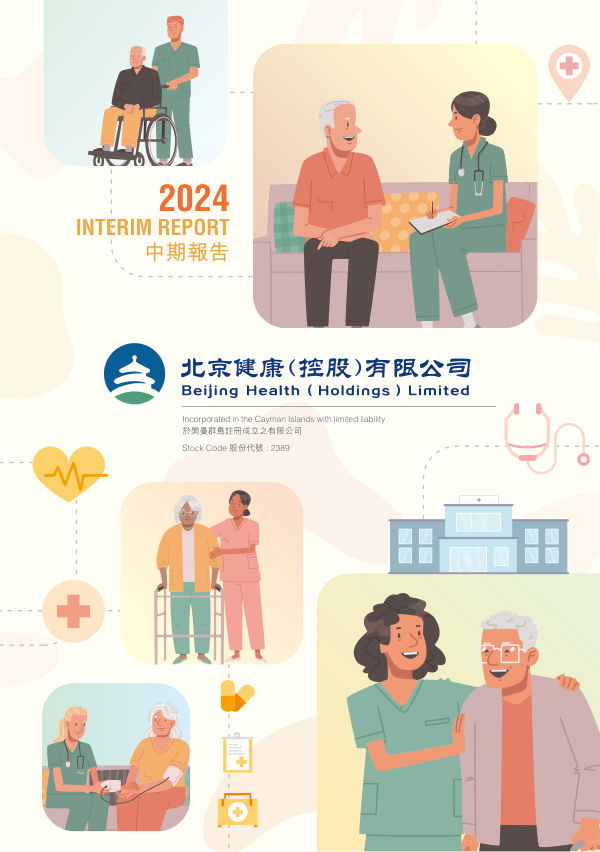 2024
INTERIM REPORT
中期報告
北京健康(控股)有限公司
Beijing Health (Holdings) Limited
Incorporated in the Cayman Islands with limited liability
於開曼群島註冊成立之有限公司
Stock Code 股份代號 : 2389